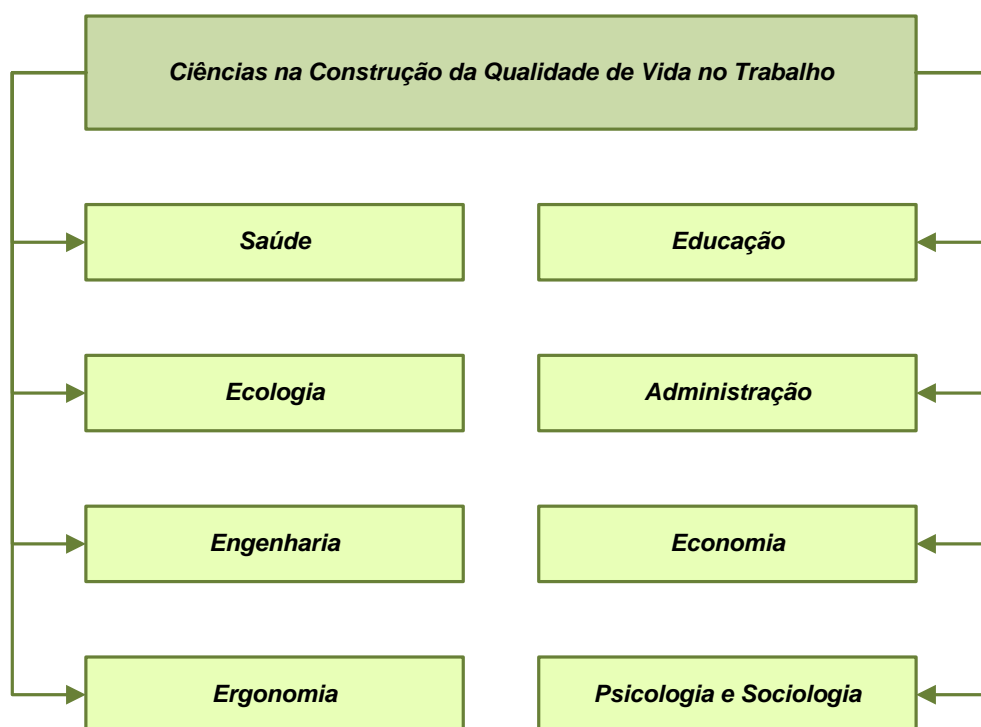 Ciências na Construção da Qualidade de Vida no Trabalho
Saúde
Educação
Ecologia
Administração
Engenharia
Economia
Ergonomia
Psicologia e Sociologia